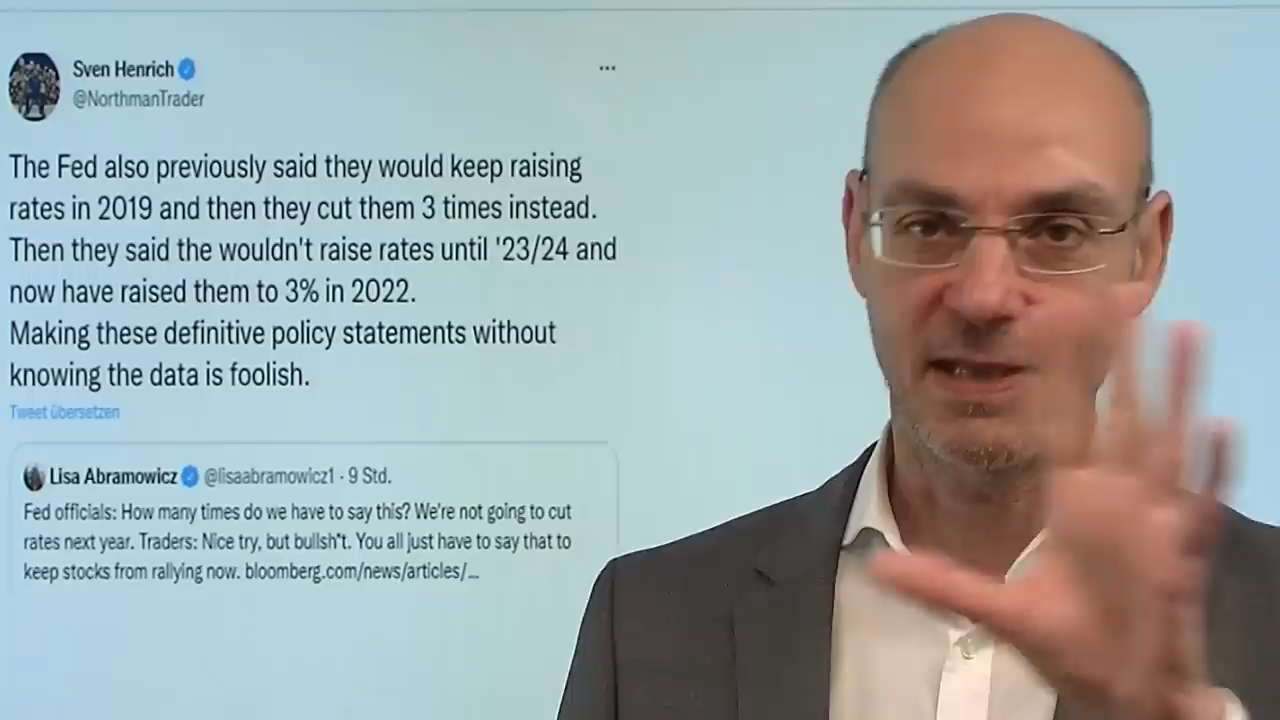 Sven Henrich
@NorthmanTrader
The Fed also previously said they would keep raising
rates in 2019 and then they cut them 3 times instead.
Then they said the wouldn't raise rates until '23/24 and
now have raised them to 3% in 2022.
Making these definitive policy statements without
knowing the data is foolish.
Tweet übersetzen
Lisa Abramowicz @lisaabramowicz1 · 9 Std.
Fed officials: How many times do we have to say this? We're not going to cut
rates next year. Traders: Nice try, but bullsh*t. You all just have to say that to
keep stocks from rallying now. bloomberg.com/news/articles/...